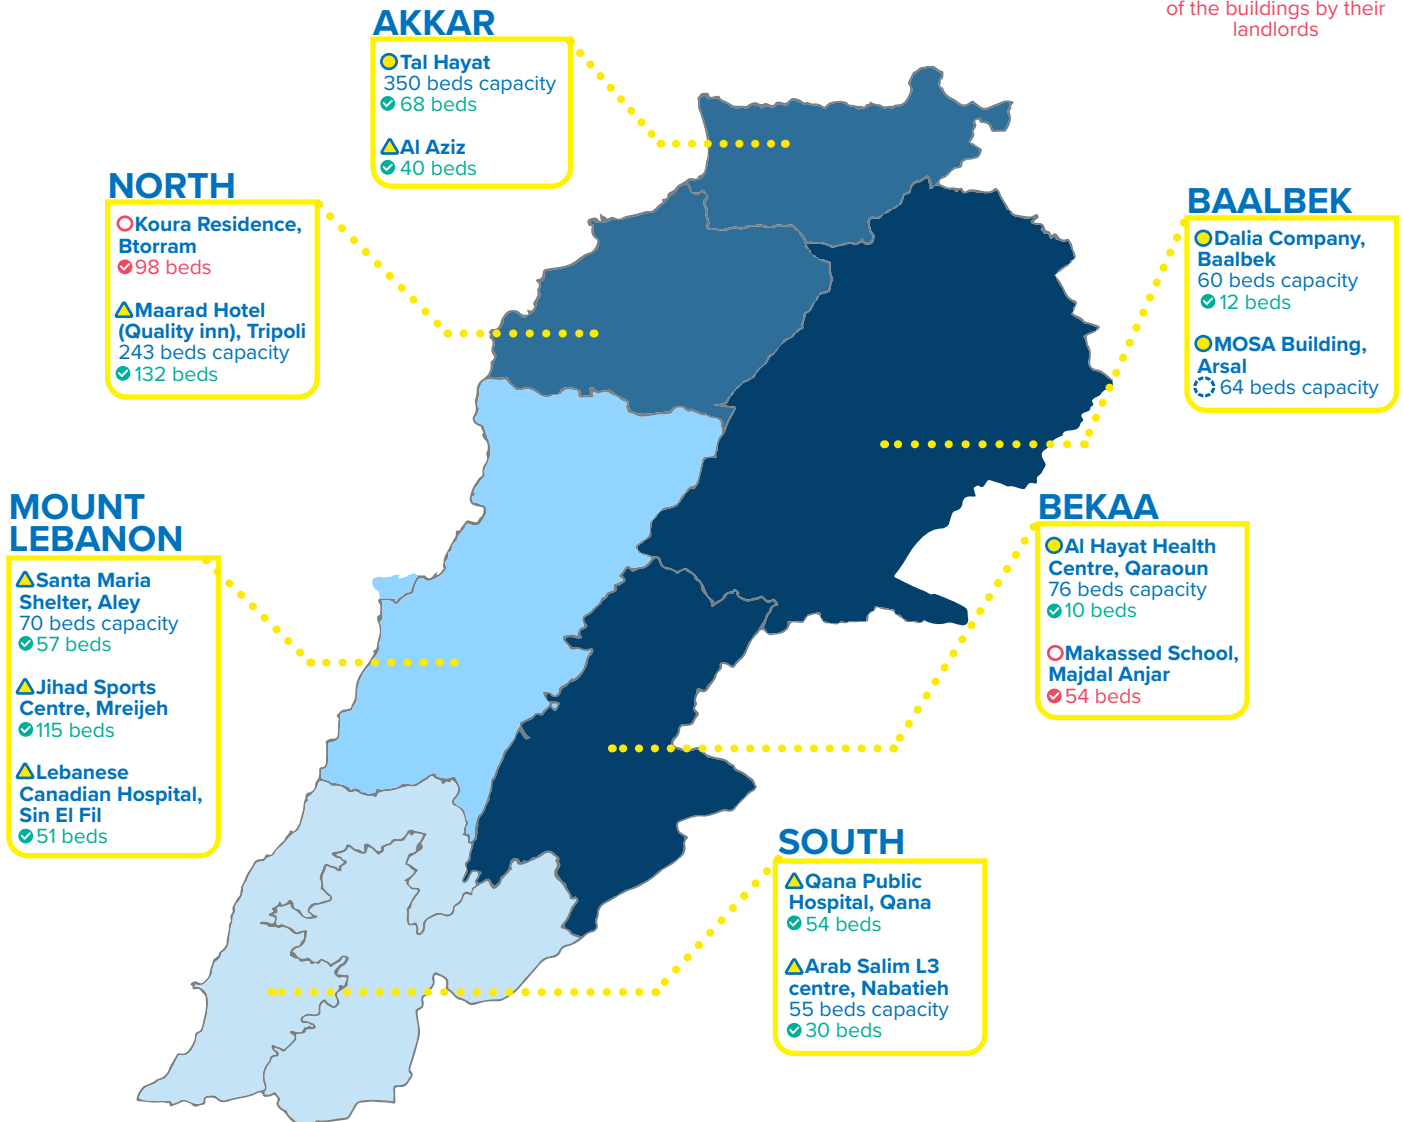 of the buildings by their
landlords
AKKAR
Tal Hayat
350 beds capacity
68 beds
Al Aziz
40 beds
NORTH
Koura Residence,
Btorram
98 beds
Maarad Hotel
(Quality inn), Tripoli
243 beds capacity
132 beds
BAALBEK
Dalia Company,
Baalbek
60 beds capacity
12 beds
MOSA Building,
Arsal
64 beds capacity
MOUNT
LEBANON
Santa Maria
Shelter, Aley
70 beds capacity
57 beds
Jihad Sports
Centre, Mreijeh
115 beds
Lebanese
Canadian Hospital,
Sin El Fil
51 beds
BEKAA
Al Hayat Health
Centre, Qaraoun
76 beds capacity
10 beds
Makassed School,
Majdal Anjar
54 beds
SOUTH
Qana Public
Hospital, Qana
54 beds
Arab Salim L3
centre, Nabatieh
55 beds capacity
30 beds